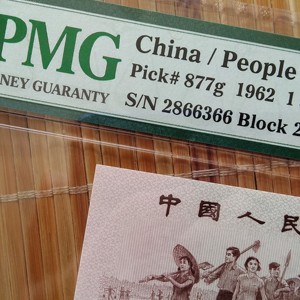 PMG
NEY GUARANTY
China / People
Pick# 877g 1962 1
S/N 2866366 Block 2
中國人民